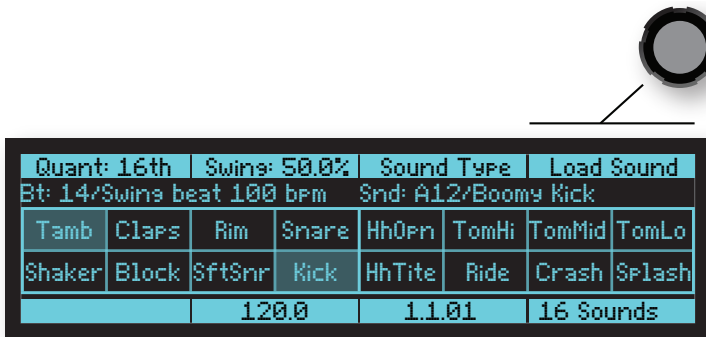 Quant: 16th Swing: 50.0% Sound Type Load Sound
Bt: 14/Swing beat 100 bpm Snd: A12/Boomy Kick
Tamb Claps Rim Snare HhOpn TomHi TomMid TomLo
Shaker Block SftSnr Kick HhTite Ride Crash Splash
120.0 1.1.01 16 Sounds